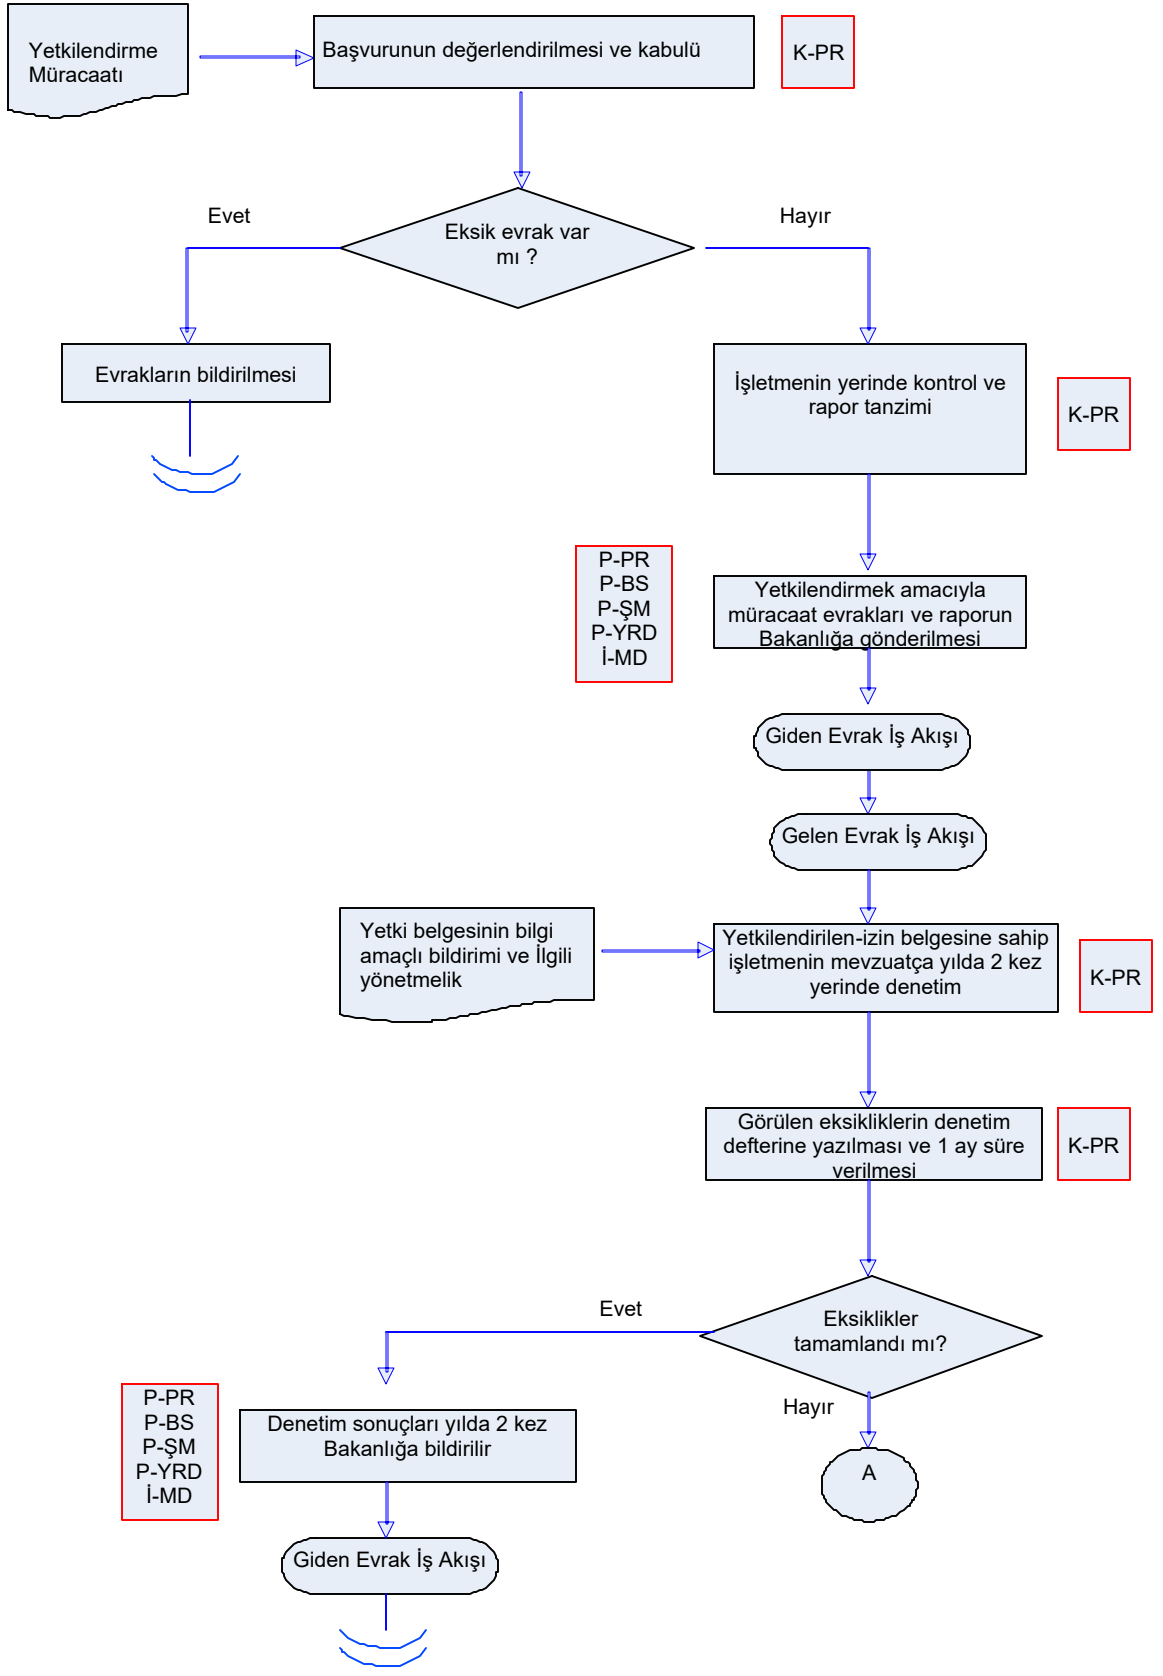 Yetkilendirme
Müracaatı
Başvurunun değerlendirilmesi ve kabulü
K-PR
Evet
Hayır
Eksik evrak var
mı ?
Evrakların bildirilmesi
İşletmenin yerinde kontrol ve
rapor tanzimi
K-PR
P-PR
P-BS
P-ŞM
P-YRD
İ-MD
Yetkilendirmek amacıyla
müracaat evrakları ve raporun
Bakanlığa gönderilmesi
Giden Evrak İş Akışı
Gelen Evrak İş Akışı
Yetki belgesinin bilgi
amaçlı bildirimi ve İlgili
yönetmelik
Yetkilendirilen-izin belgesine sahip
işletmenin mevzuatça yılda 2 kez
yerinde denetim
K-PR
Görülen eksikliklerin denetim
defterine yazılması ve 1 ay süre
verilmesi
K-PR
Evet
Eksiklikler
tamamlandı mı?
Hayır
P-PR
P-BS
P-ŞM
P-YRD
İ-MD
Denetim sonuçları yılda 2 kez
Bakanlığa bildirilir
A
Giden Evrak İş Akışı